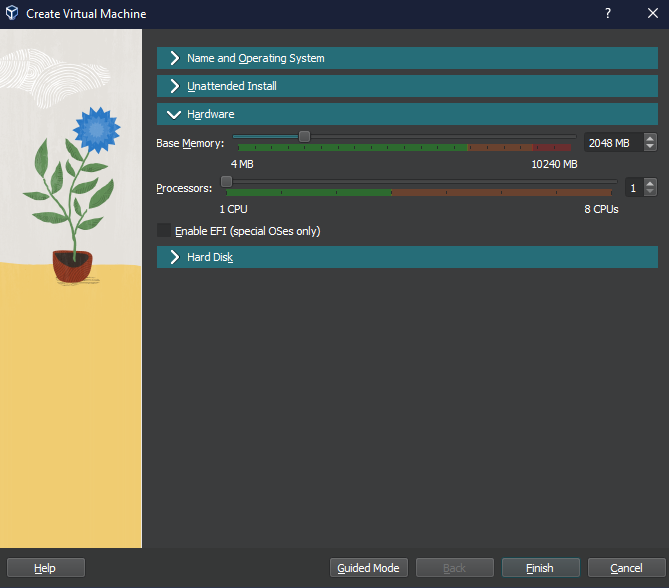 Create Virtual Machine
?
Name and Operating System
Unattended Install
Hardware
Base Memory: 2048 MB
4 MB 10240 MB
Processors: 1
1 CPU 8 CPUs
Enable EFI (special OSes only)
Hard Disk
Help Guided Mode Back Finish Cancel